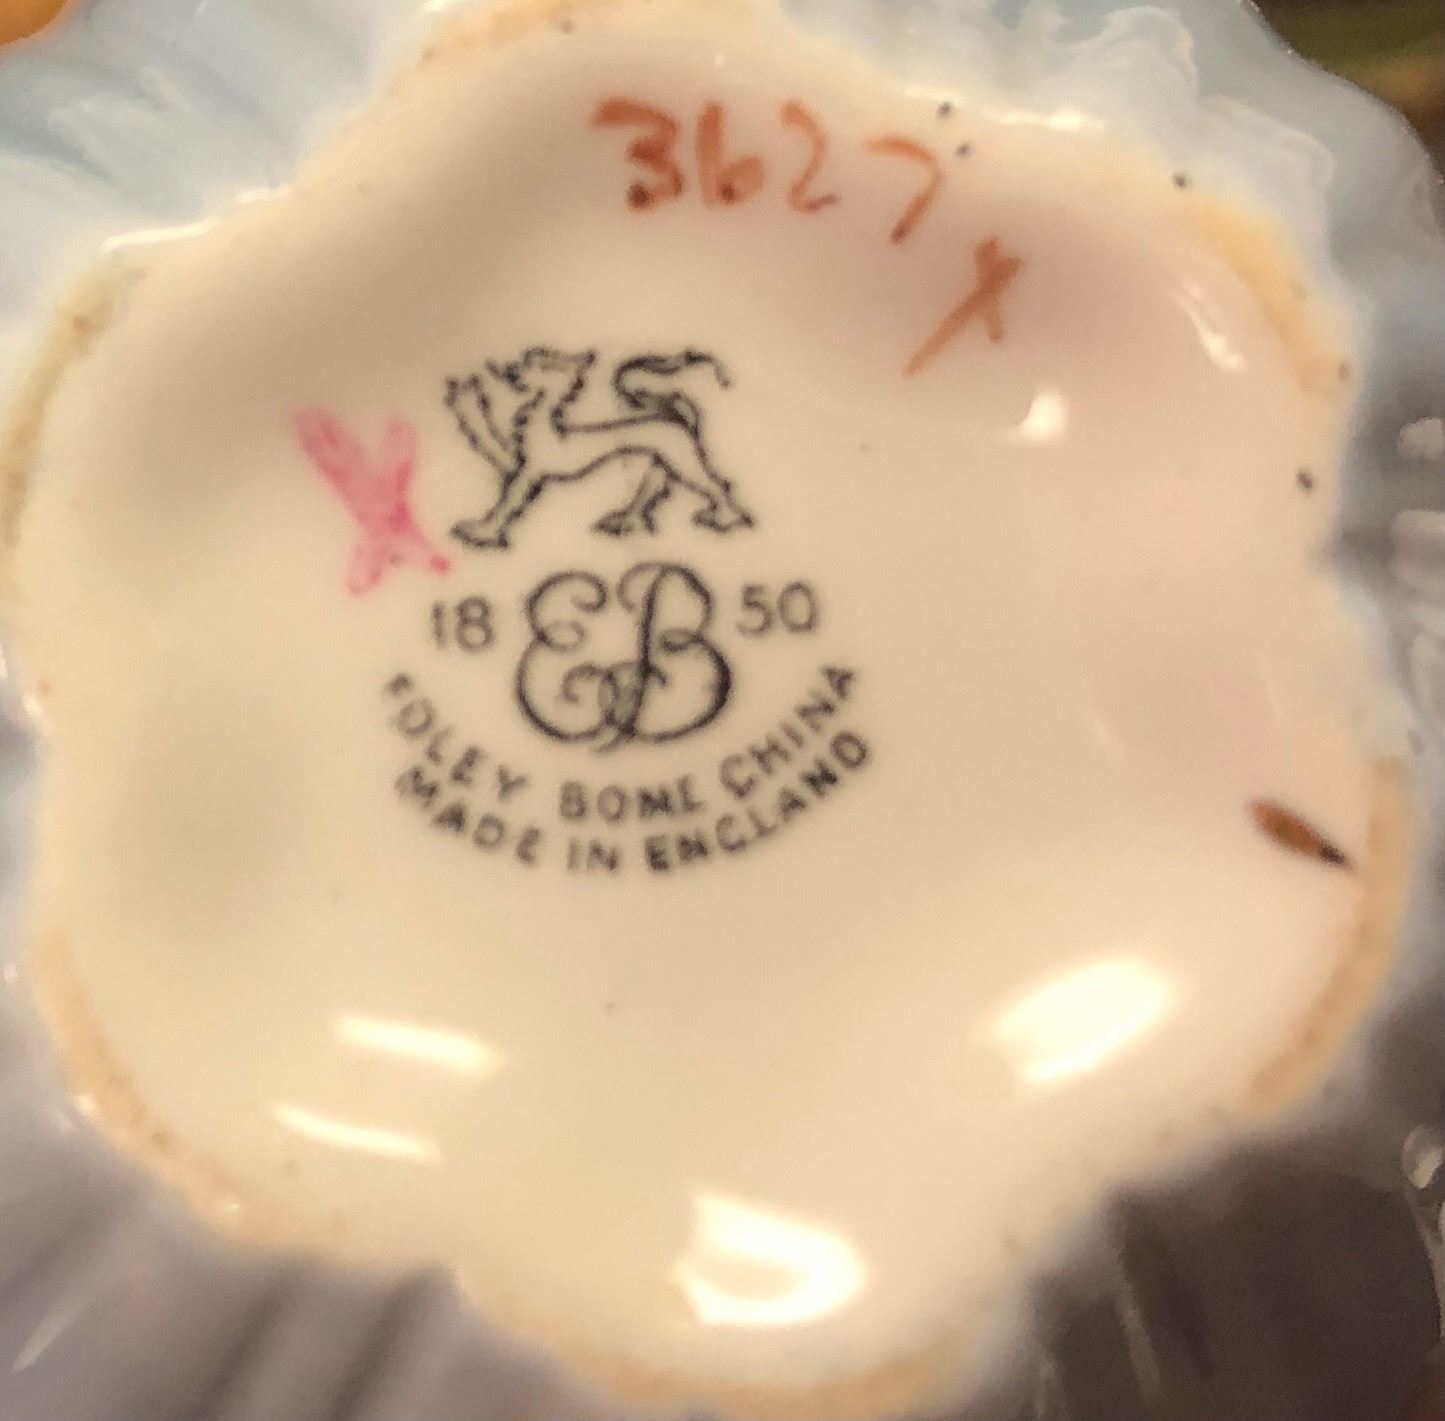 3627
X
X
18 EB 50
FOLEY BONE CHINA
MADE IN ENGLAND